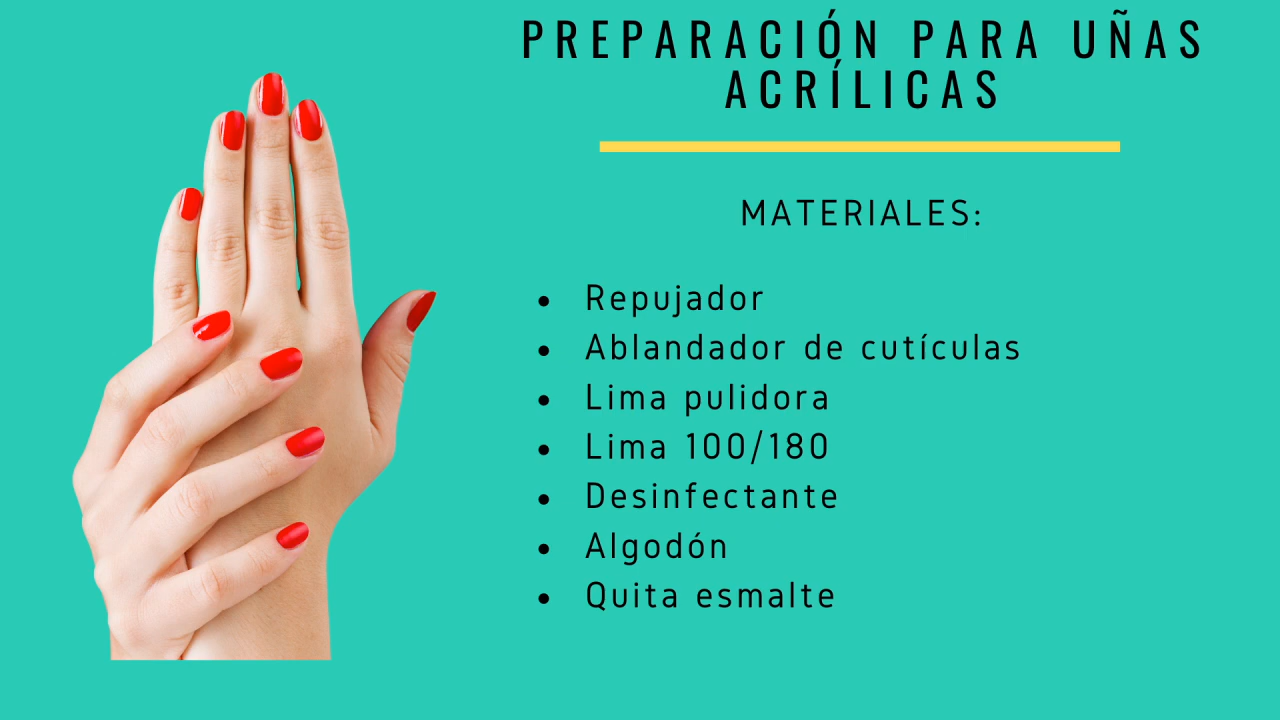 PREPARACIÓN PARA UÑAS
ACRÍLICAS
MATERIALES:
• Repujador
• Ablandador de cutículas
• Lima pulidora
• Lima 100/180
• Desinfectante
• Algodón
• Quita esmalte